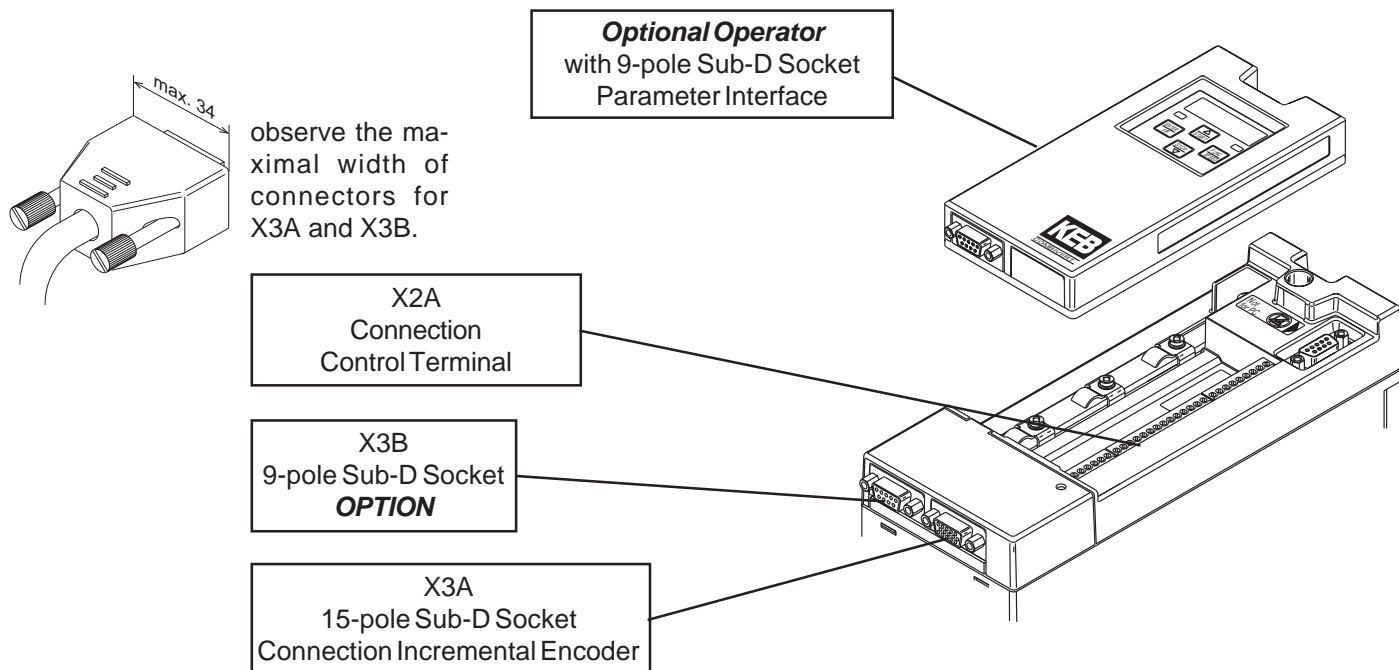 Optional Operator
with 9-pole Sub-D Socket
Parameter Interface
max. 34
observe the ma-
ximal width of
connectors for
X3A and X3B.
KEB
X2A
Connection
Control Terminal
X3B
9-pole Sub-D Socket
OPTION
X3A
15-pole Sub-D Socket
Connection Incremental Encoder